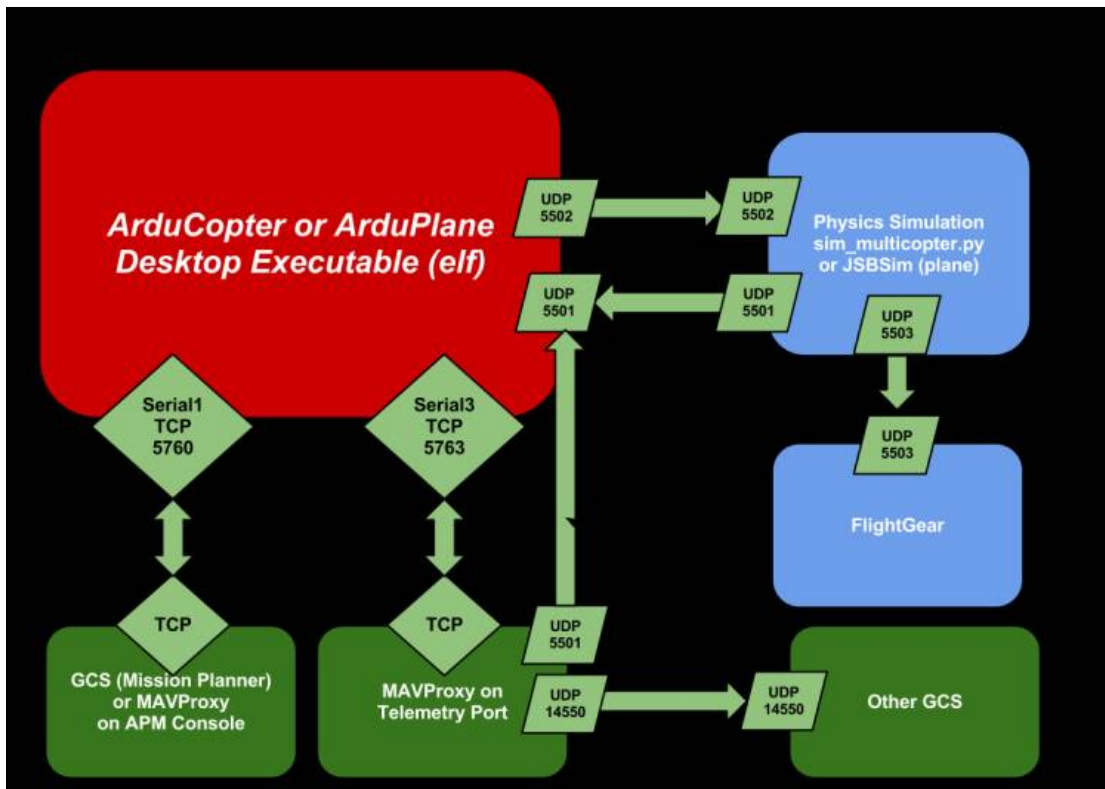 ArduCopter or ArduPlane
Desktop Executable (elf)
UDP
5502
UDP
5502
Physics Simulation
sim_multicopter.py
or JSBSim (plane)
UDP
5501
UDP
5501
UDP
5503
Serial1
TCP
5760
Serial3
TCP
5763
UDP
5503
FlightGear
TCP
GCS (Mission Planner)
or MAVProxy
on APM Console
TCP
MAVProxy on
Telemetry Port
UDP
5501
UDP
14550
UDP
14550
Other GCS